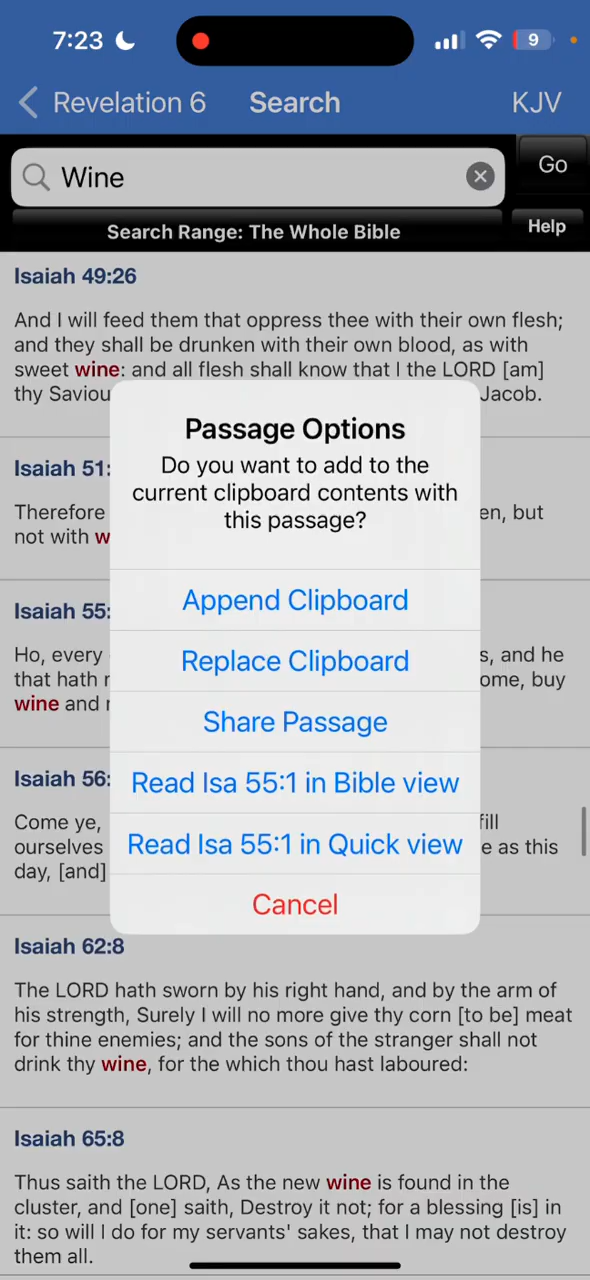 7:23
9
Revelation 6 Search KJV
Wine
Go
Search Range: The Whole Bible
Help
Isaiah 49:26
And I will feed them that oppress thee with their own flesh;
and they shall be drunken with their own blood, as with
sweet wine: and all flesh shall know that I the LORD [am]
thy Saviou Jacob.
Passage Options
Do you want to add to the
current clipboard contents with
this passage?
Append Clipboard
Replace Clipboard
Share Passage
Read Isa 55:1 in Bible view
Read Isa 55:1 in Quick view
Cancel
Isaiah 51:
Therefore en, but
not with w
Isaiah 55:
Ho, every s, and he
that hath ome, buy
wine and
Isaiah 56:
Come ye, fill
ourselves e as this
day, [and]
Isaiah 62:8
The LORD hath sworn by his right hand, and by the arm of
his strength, Surely I will no more give thy corn [to be] meat
for thine enemies; and the sons of the stranger shall not
drink thy wine, for the which thou hast laboured:
Isaiah 65:8
Thus saith the LORD, As the new wine is found in the
cluster, and [one] saith, Destroy it not; for a blessing [is] in
it: so will I do for my servants' sakes, that I may not destroy
them all.